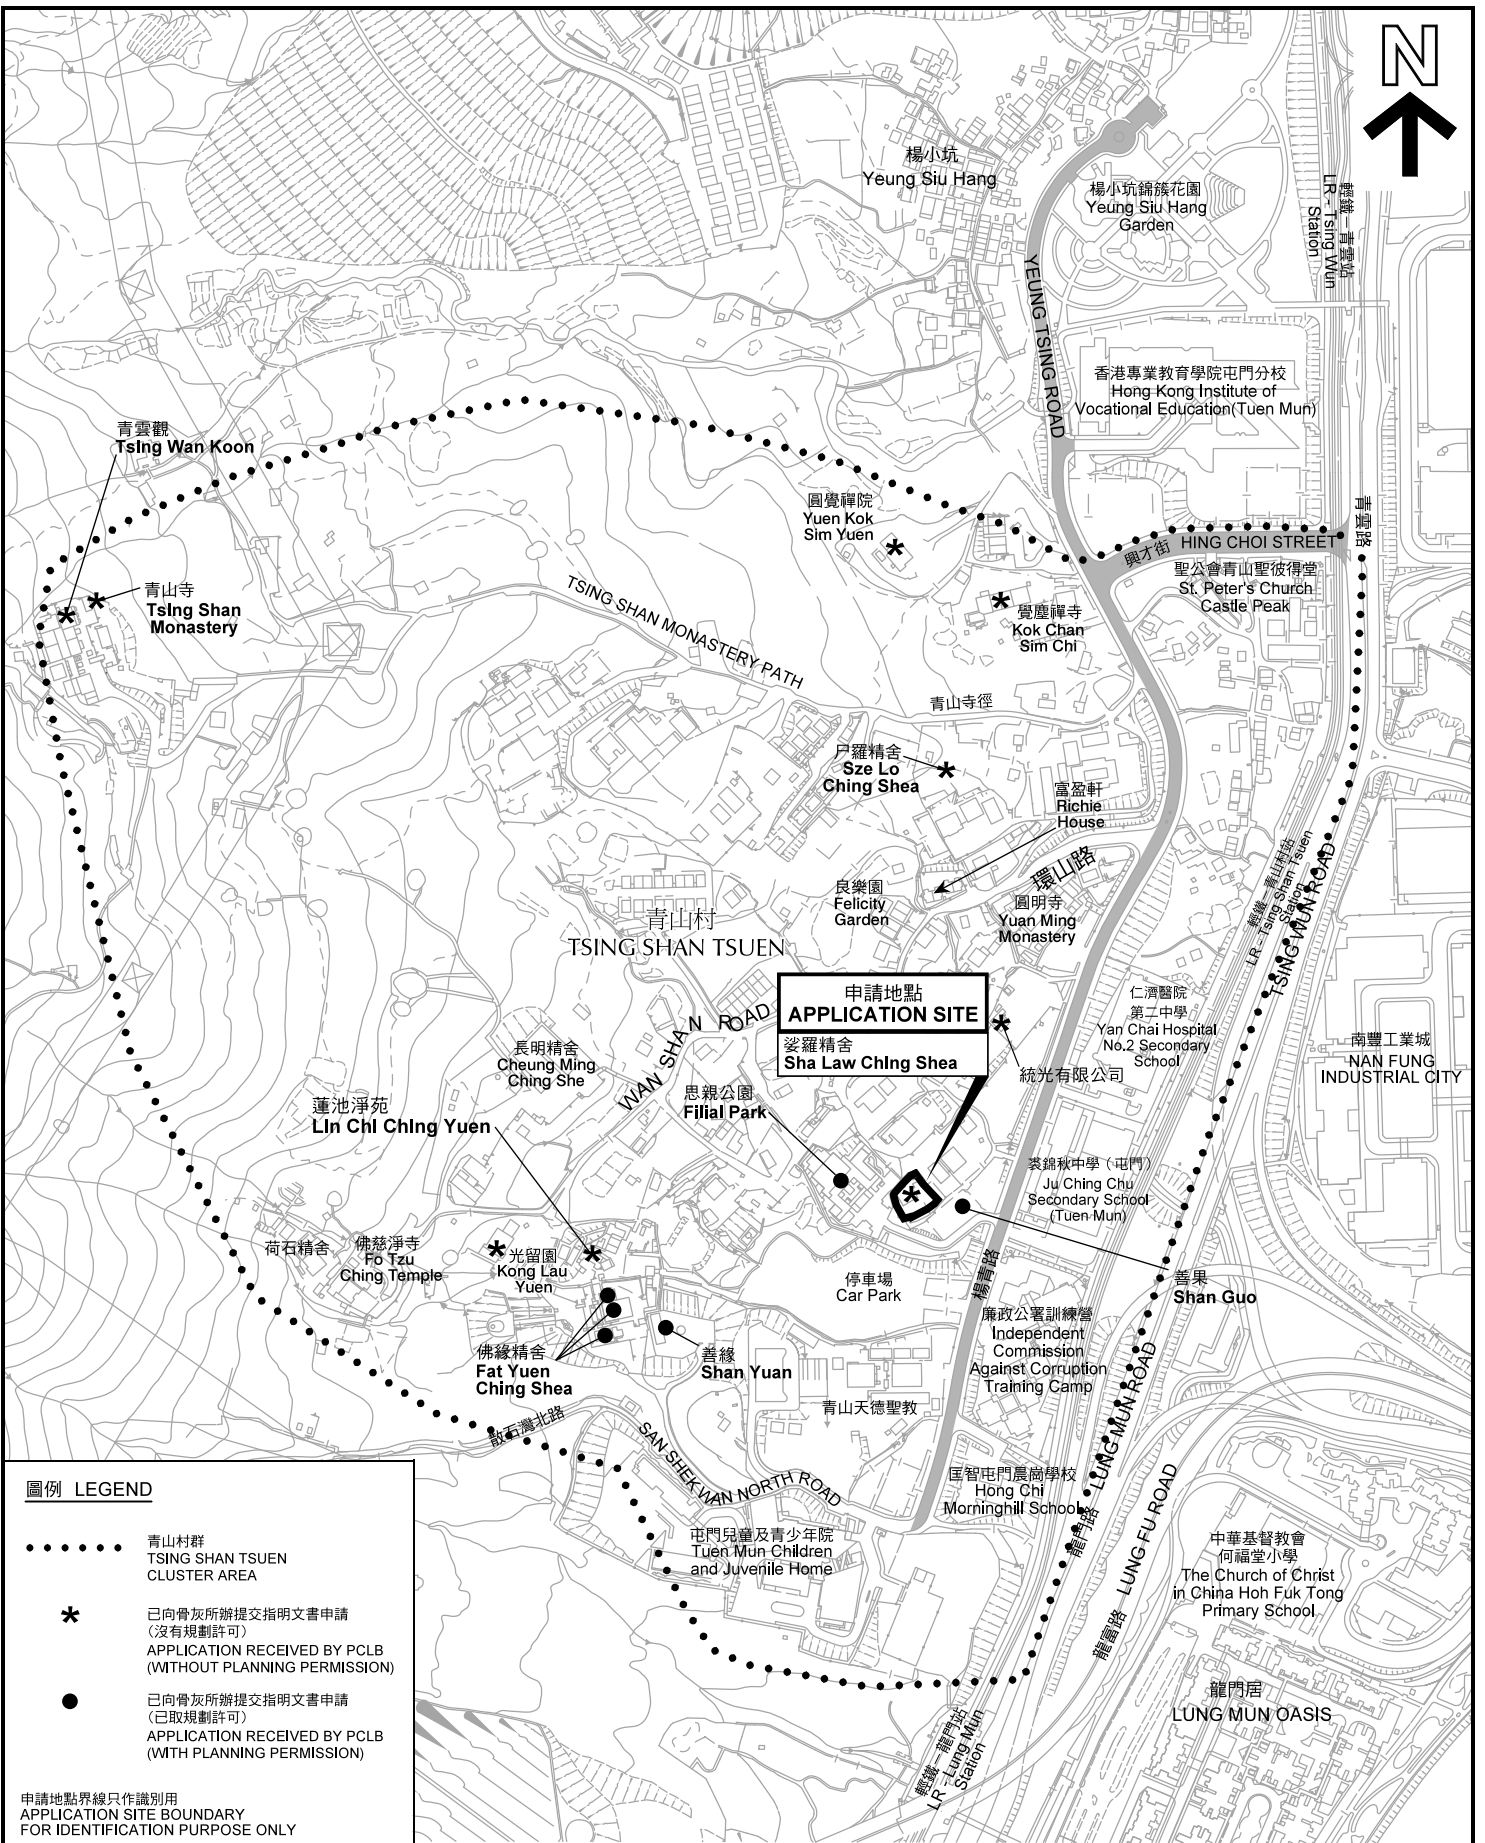 N
楊小坑
Yeung Siu Hang
楊小坑錦簇花園
Yeung Siu Hang
Garden
輕鐵 - 青雲站
LR - Tsing Wun
Station
YEUNG TSING ROAD
香港專業教育學院屯門分校
Hong Kong Institute of
Vocational Education(Tuen Mun)
青雲觀
Tsing Wan Koon
圓覺禪院
Yuen Kok
Sim Yuen
青雲路
興才街 HING CHOI STREET
聖公會青山聖彼得堂
St. Peter's Church
Castle Peak
青山寺
Tsing Shan
Monastery
TSING SHAN MONASTERY PATH
覺塵禪寺
Kok Chan
Sim Chi
青山寺徑
尸羅精舍
Sze Lo
Ching Shea
富盈軒
Richie
House
環山路
良樂園
Felicity
Garden
圓明寺
Yuan Ming
Monastery
輕鐵 - 青山村站
LR - Tsing Shan Tsuen
Station
TSING WUN ROAD
青山村
TSING SHAN TSUEN
申請地點
APPLICATION SITE
娑羅精舍
Sha Law Ching Shea
WAN SHAN ROAD
仁濟醫院
第二中學
Yan Chai Hospital
No.2 Secondary
School
南豐工業城
NAN FUNG
INDUSTRIAL CITY
長明精舍
Cheung Ming
Ching She
統光有限公司
思親公園
Filial Park
蓮池淨苑
Lin Chi Ching Yuen
裘錦秋中學（屯門）
Ju Ching Chu
Secondary School
(Tuen Mun)
荷石精舍
佛慈淨寺
Fo Tzu
Ching Temple
光留園
Kong Lau
Yuen
停車場
Car Park
楊青路
善果
Shan Guo
廉政公署訓練營
Independent
Commission
Against Corruption
Training Camp
佛緣精舍
Fat Yuen
Ching Shea
善緣
Shan Yuan
青山天德聖教
散石灣北路
SAN SHEK WAN NORTH ROAD
龍門路 LUNG MUN ROAD
龍富路 LUNG FU ROAD
匡智屯門晨崗學校
Hong Chi
Morninghill School
屯門兒童及青少年院
Tuen Mun Children
and Juvenile Home
中華基督教會
何福堂小學
The Church of Christ
in China Hoh Fuk Tong
Primary School
龍門居
LUNG MUN OASIS
輕鐵 - 龍門站
LR - Lung Mun
Station
圖例 LEGEND
青山村群
TSING SHAN TSUEN
CLUSTER AREA
已向骨灰所辦提交指明文書申請
（沒有規劃許可）
APPLICATION RECEIVED BY PCLB
(WITHOUT PLANNING PERMISSION)
已向骨灰所辦提交指明文書申請
（已取規劃許可）
APPLICATION RECEIVED BY PCLB
(WITH PLANNING PERMISSION)
申請地點界線只作識別用
APPLICATION SITE BOUNDARY
FOR IDENTIFICATION PURPOSE ONLY